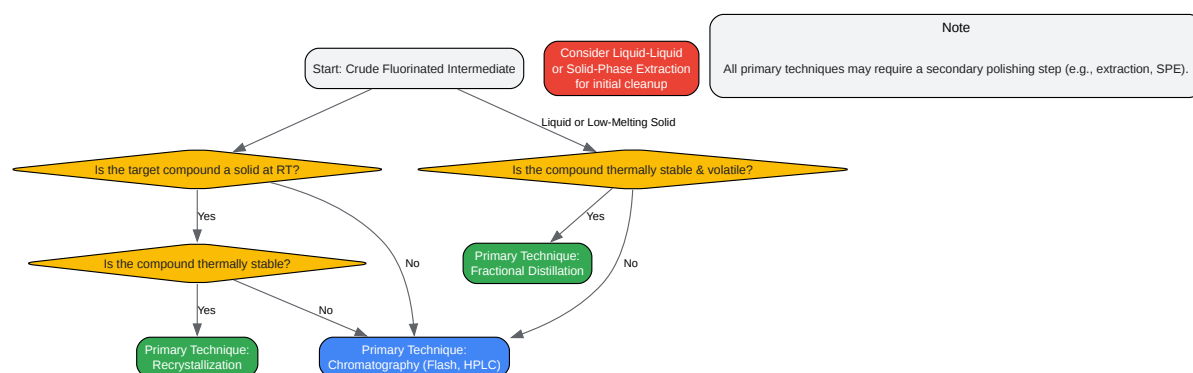 Note
All primary techniques may require a secondary polishing step (e.g., extraction, SPE).
Start: Crude Fluorinated Intermediate
Consider Liquid-Liquid
or Solid-Phase Extraction
for initial cleanup
Liquid or Low-Melting Solid
Is the target compound a solid at RT?
Is the compound thermally stable & volatile?
Yes
Yes
Is the compound thermally stable?
No
Primary Technique:
Fractional Distillation
No
Yes
No
Primary Technique:
Recrystallization
Primary Technique:
Chromatography (Flash, HPLC)